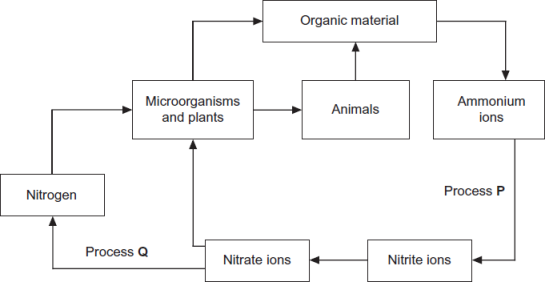 Organic material
Microorganisms
and plants
Animals
Ammonium
ions
Nitrogen
Process P
Process Q
Nitrate ions
Nitrite ions